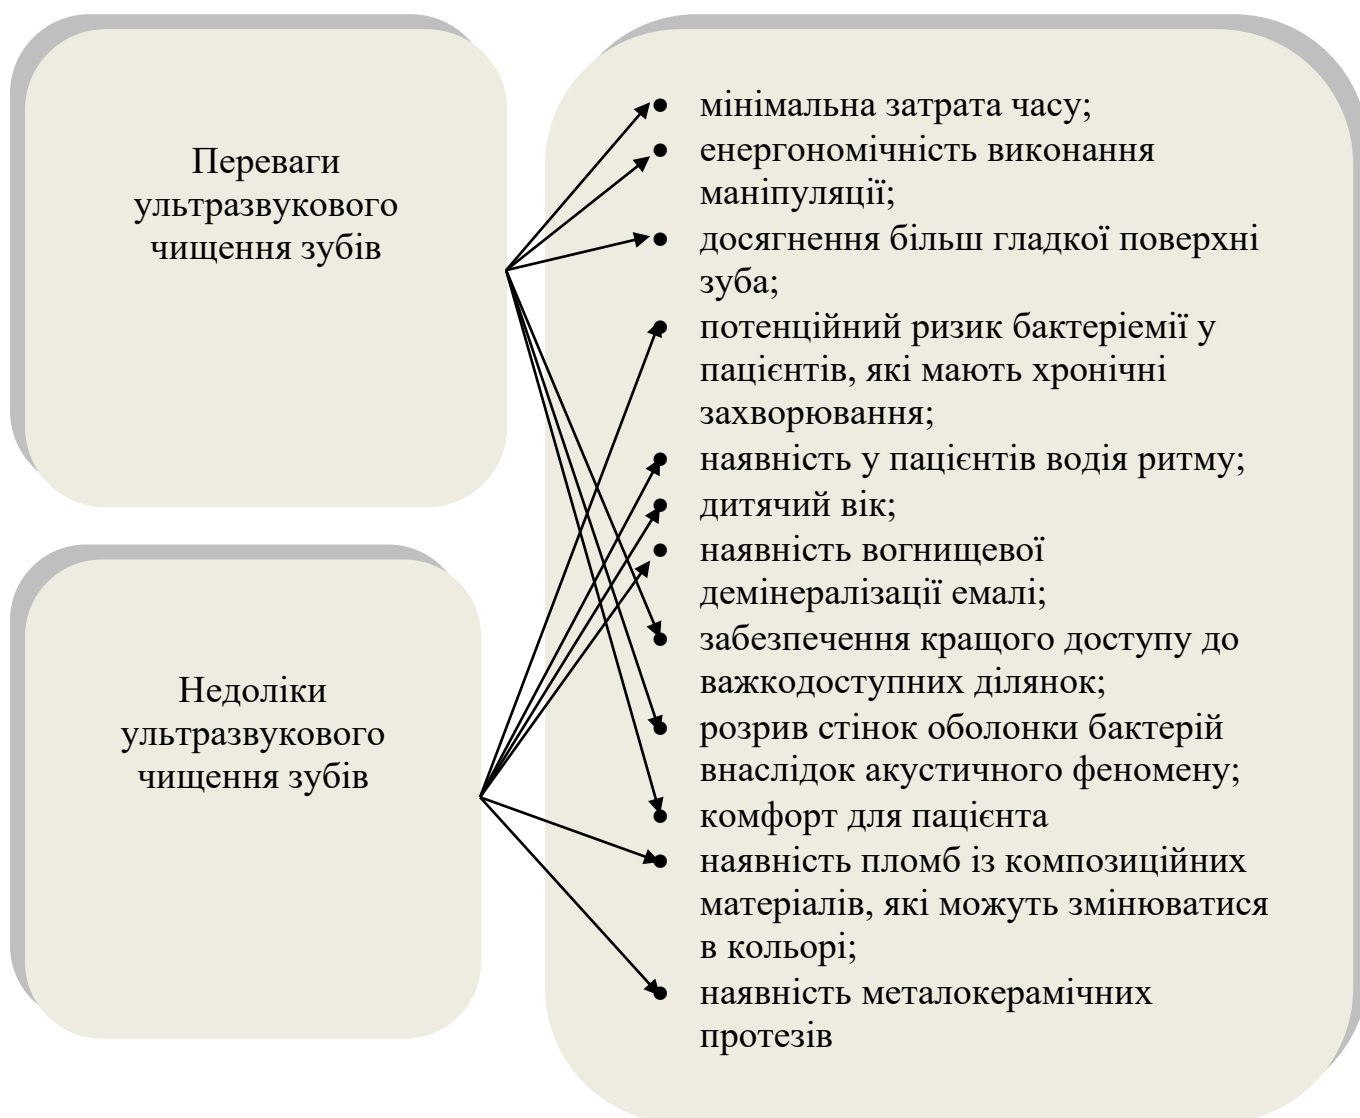 Переваги
ультразвукового
чищення зубів
Недоліки
ультразвукового
чищення зубів
• мінімальна затрата часу;
• енергономічність виконання
маніпуляції;
• досягнення більш гладкої поверхні
зуба;
• потенційний ризик бактеріемії у
пацієнтів, які мають хронічні
захворювання;
• наявність у пацієнтів водія ритму;
• дитячий вік;
• наявність вогнищевої
демінералізації емалі;
• забезпечення кращого доступу до
важкодоступних ділянок;
• розрив стінок оболонки бактерій
внаслідок акустичного феномену;
• комфорт для пацієнта
• наявність пломб із композиційних
матеріалів, які можуть змінюватися
в кольорі;
• наявність металокерамічних
протезів